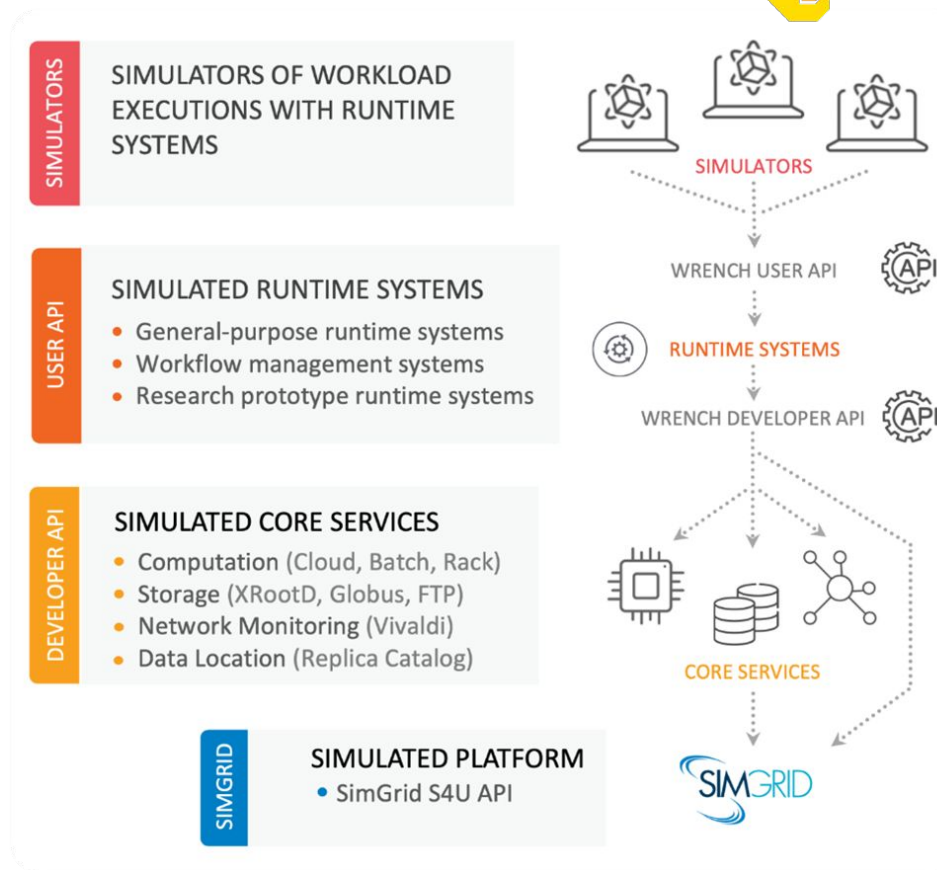 SIMULATORS
SIMULATORS OF WORKLOAD
EXECUTIONS WITH RUNTIME
SYSTEMS
SIMULATORS
WRENCH USER API
API
USER API
SIMULATED RUNTIME SYSTEMS
• General-purpose runtime systems
• Workflow management systems
• Research prototype runtime systems
RUNTIME SYSTEMS
WRENCH DEVELOPER API
API
DEVELOPER API
SIMULATED CORE SERVICES
• Computation (Cloud, Batch, Rack)
• Storage (XRootD, Globus, FTP)
• Network Monitoring (Vivaldi)
• Data Location (Replica Catalog)
CORE SERVICES
SIMGRID
SIMULATED PLATFORM
• SimGrid S4U API
SIMGRID